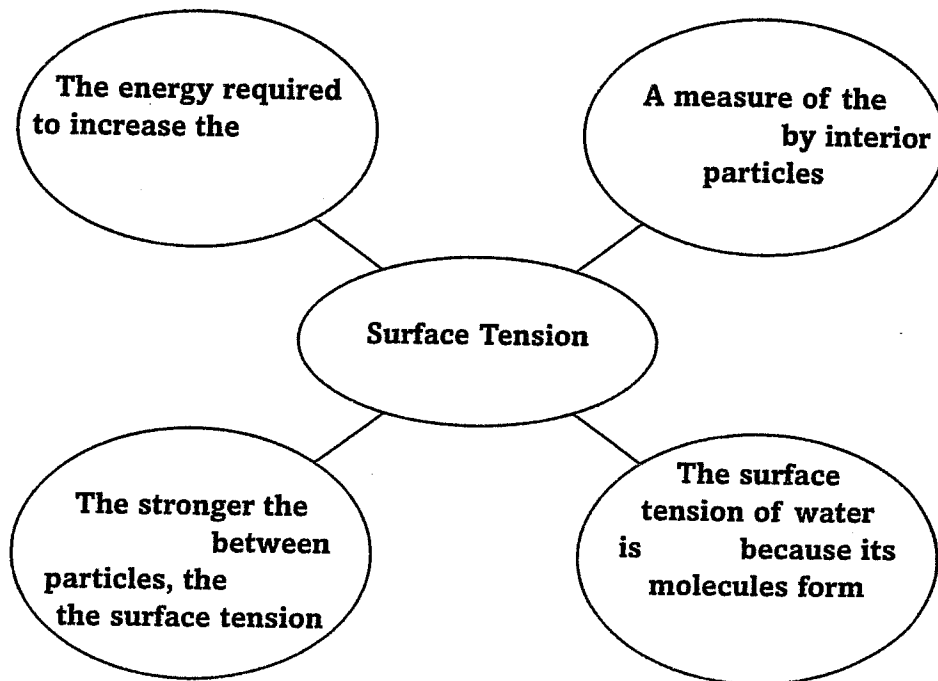 The energy required
to increase the
A measure of the
by interior
particles
Surface Tension
The stronger the
between
particles, the
the surface tension
The surface
tension of water
is because its
molecules form